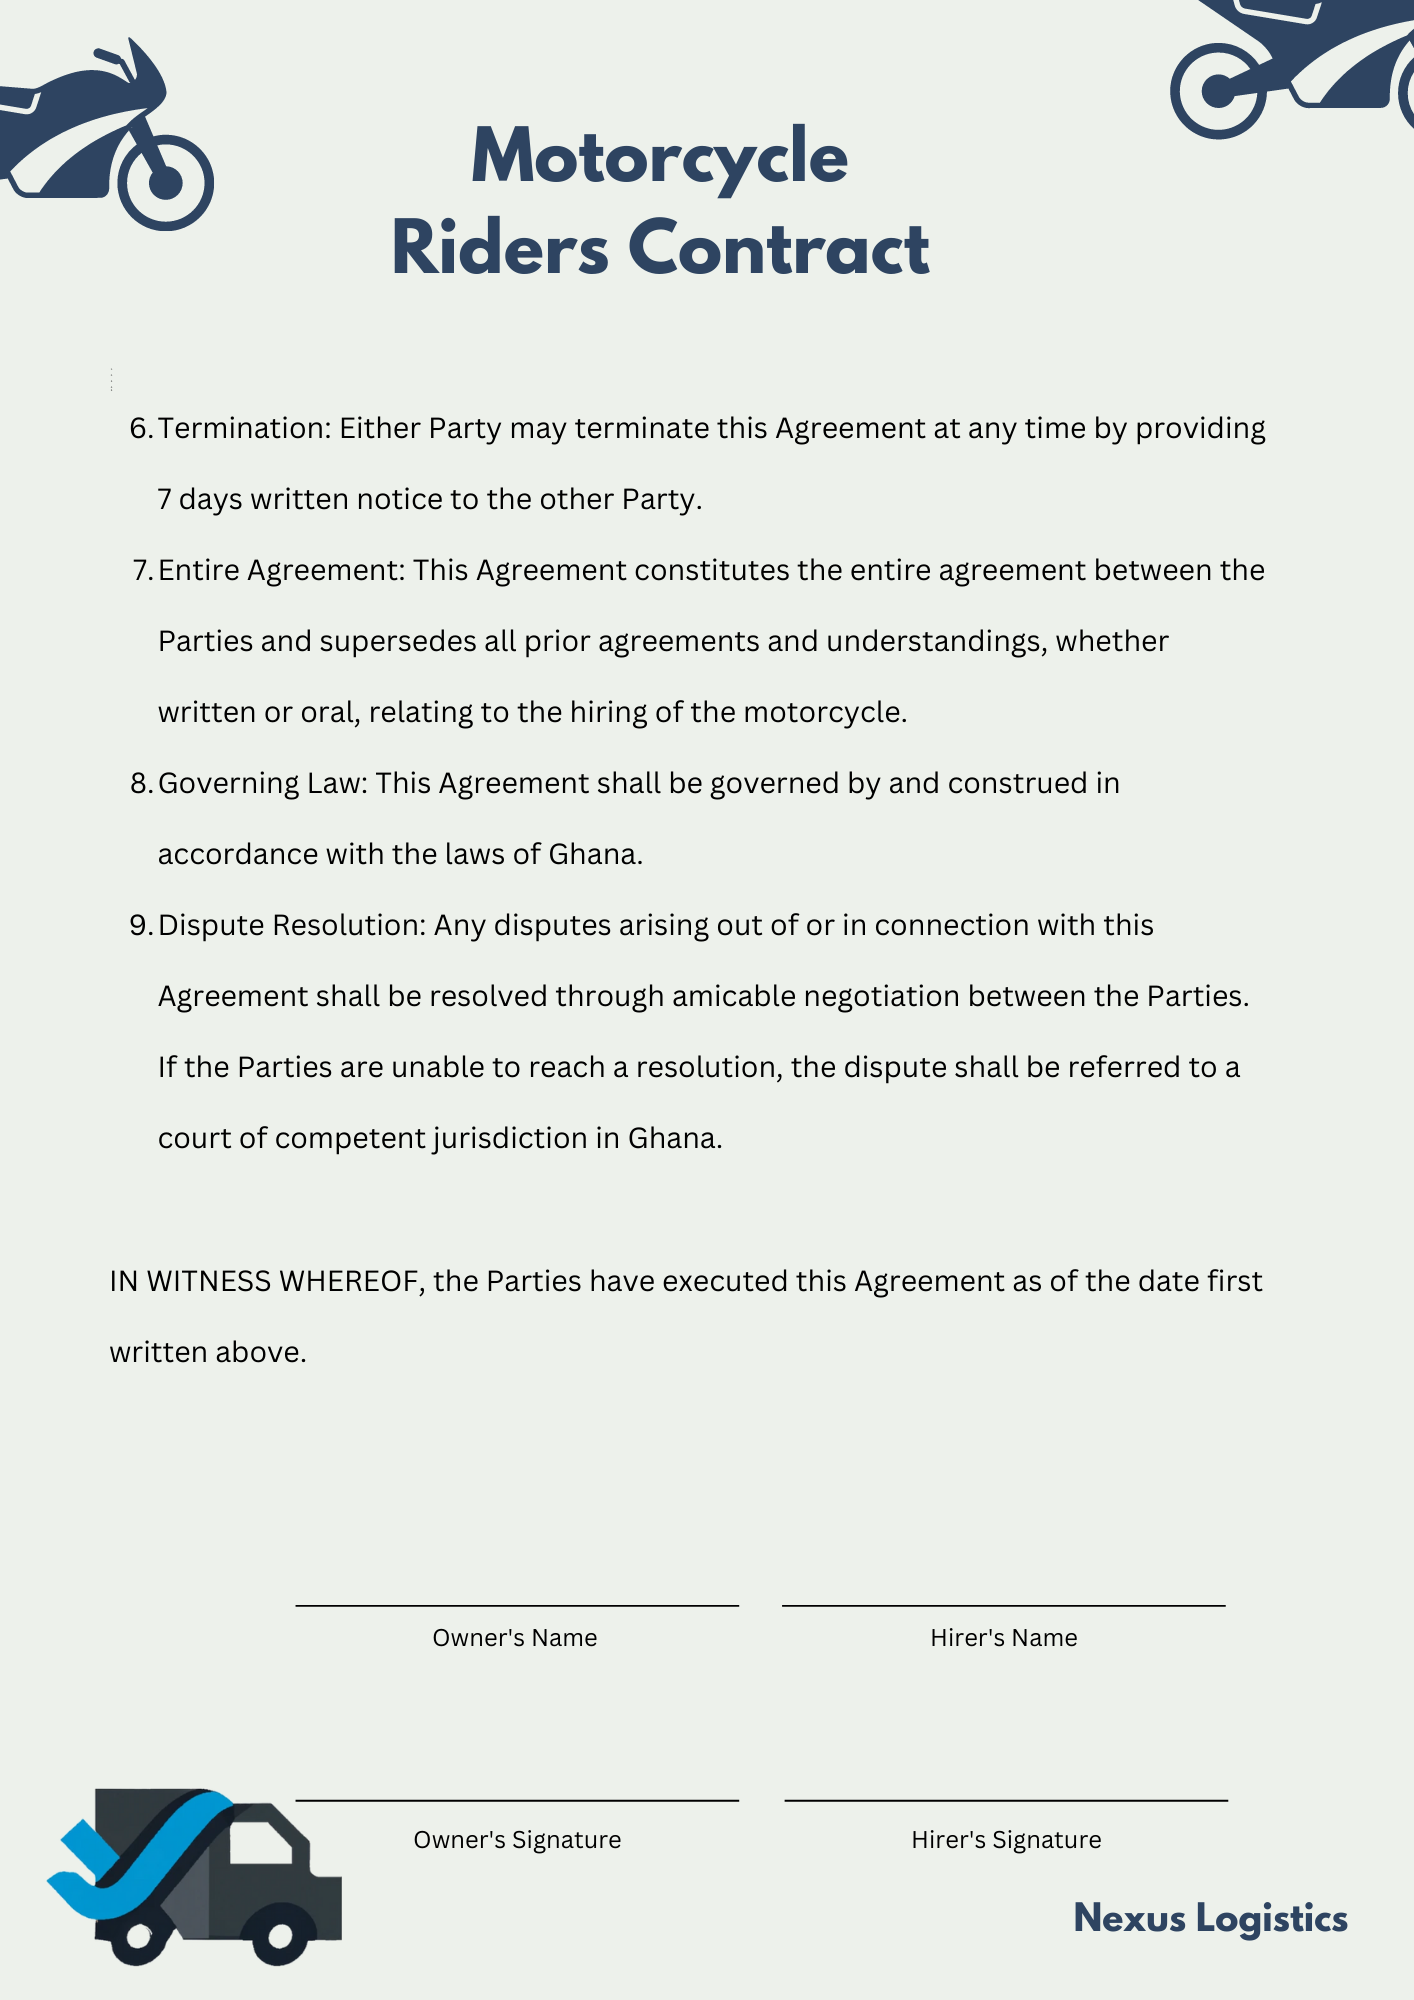 Motorcycle
Riders Contract
6. Termination: Either Party may terminate this Agreement at any time by providing
7 days written notice to the other Party.
7. Entire Agreement: This Agreement constitutes the entire agreement between the
Parties and supersedes all prior agreements and understandings, whether
written or oral, relating to the hiring of the motorcycle.
8. Governing Law: This Agreement shall be governed by and construed in
accordance with the laws of Ghana.
9. Dispute Resolution: Any disputes arising out of or in connection with this
Agreement shall be resolved through amicable negotiation between the Parties.
If the Parties are unable to reach a resolution, the dispute shall be referred to a
court of competent jurisdiction in Ghana.
IN WITNESS WHEREOF, the Parties have executed this Agreement as of the date first
written above.
Owner's Name
Hirer's Name
Owner's Signature
Hirer's Signature
Nexus Logistics